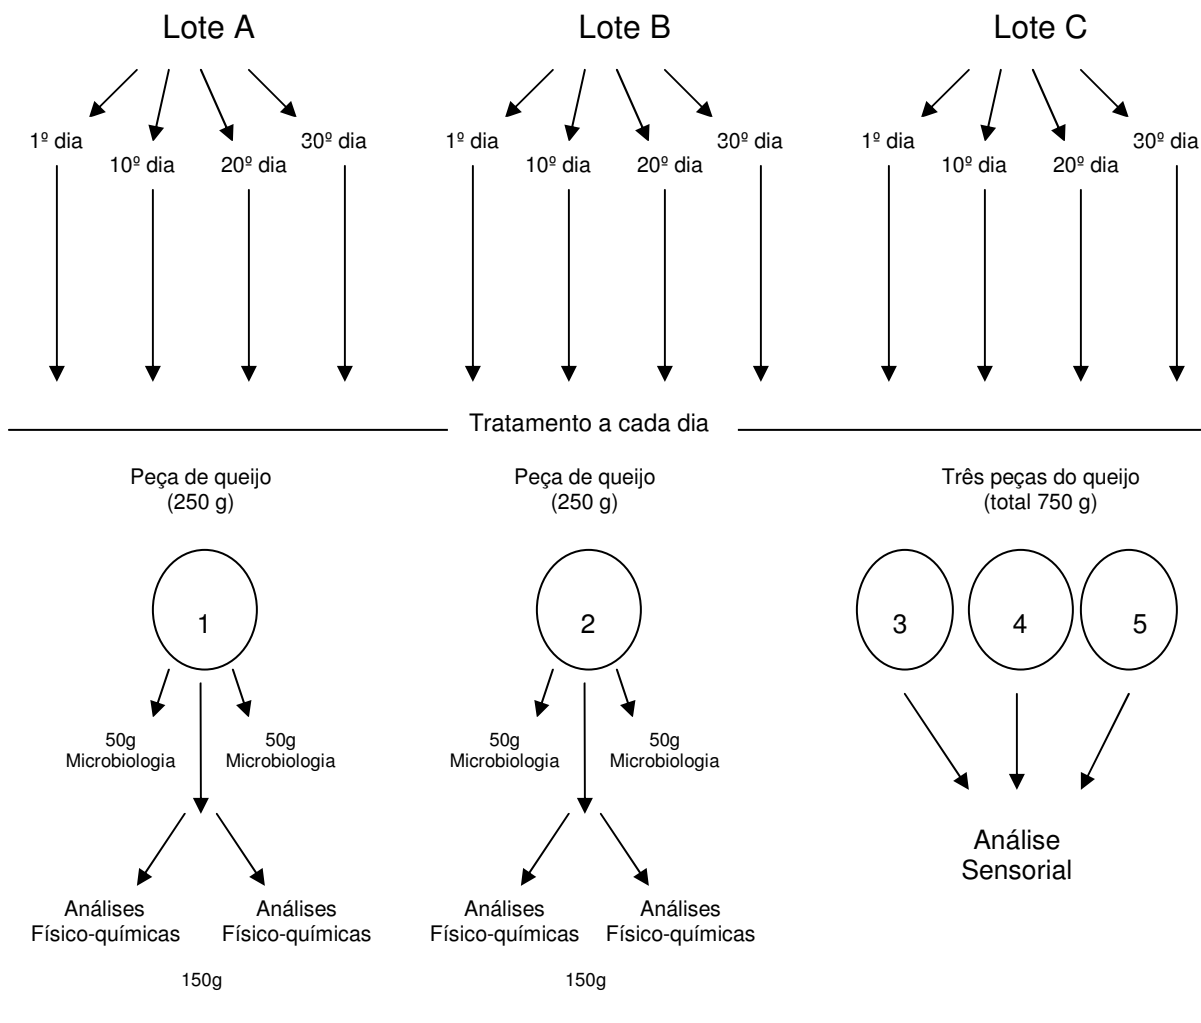 Lote A
Lote B
Lote C
1º dia
10º dia
20º dia
30º dia
1º dia
10º dia
20º dia
30º dia
1º dia
10º dia
20º dia
30º dia
Tratamento a cada dia
Peça de queijo
(250 g)
Peça de queijo
(250 g)
Três peças do queijo
(total 750 g)
1
2
3
4
5
50g
Microbiologia
50g
Microbiologia
50g
Microbiologia
50g
Microbiologia
Análise
Sensorial
Análises
Físico-químicas
Análises
Físico-químicas
Análises
Físico-químicas
Análises
Físico-químicas
150g
150g